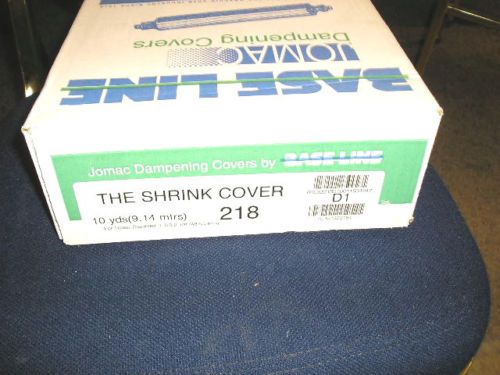 BASE LINE
JOMAC
Dampening Covers
Jomac Dampening Covers by BASE LINE
THE SHRINK COVER
10 yds(9.14 mtrs) 218
D1